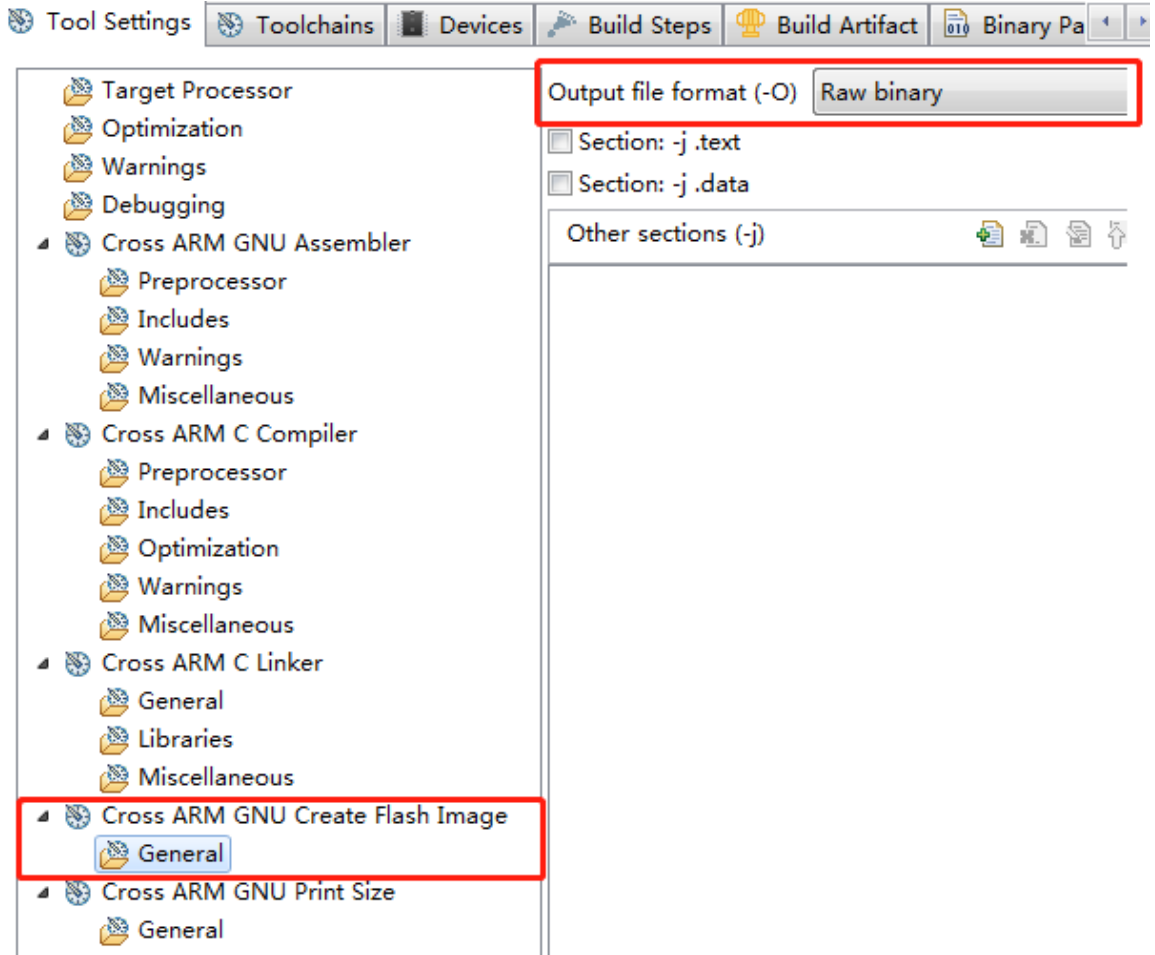 Tool Settings
Toolchains
Devices
Build Steps
Build Artifact
Binary Pa
Target Processor
Optimization
Warnings
Debugging
Cross ARM GNU Assembler
Preprocessor
Includes
Warnings
Miscellaneous
Cross ARM C Compiler
Preprocessor
Includes
Optimization
Warnings
Miscellaneous
Cross ARM C Linker
General
Libraries
Miscellaneous
Cross ARM GNU Create Flash Image
General
Cross ARM GNU Print Size
General
Output file format (-O)
Raw binary
Section: -j .text
Section: -j .data
Other sections (-j)